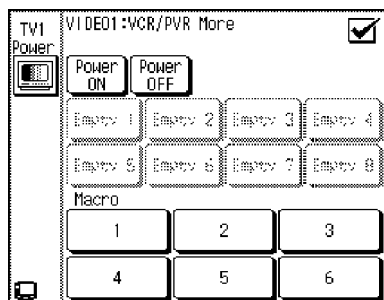 TV1
Power
VIDEO1:VCR/PVR More
Power ON
Power OFF
Empty 1 Empty 2 Empty 3 Empty 4
Empty 5 Empty 6 Empty 7 Empty 8
Macro
1 2 3
4 5 6